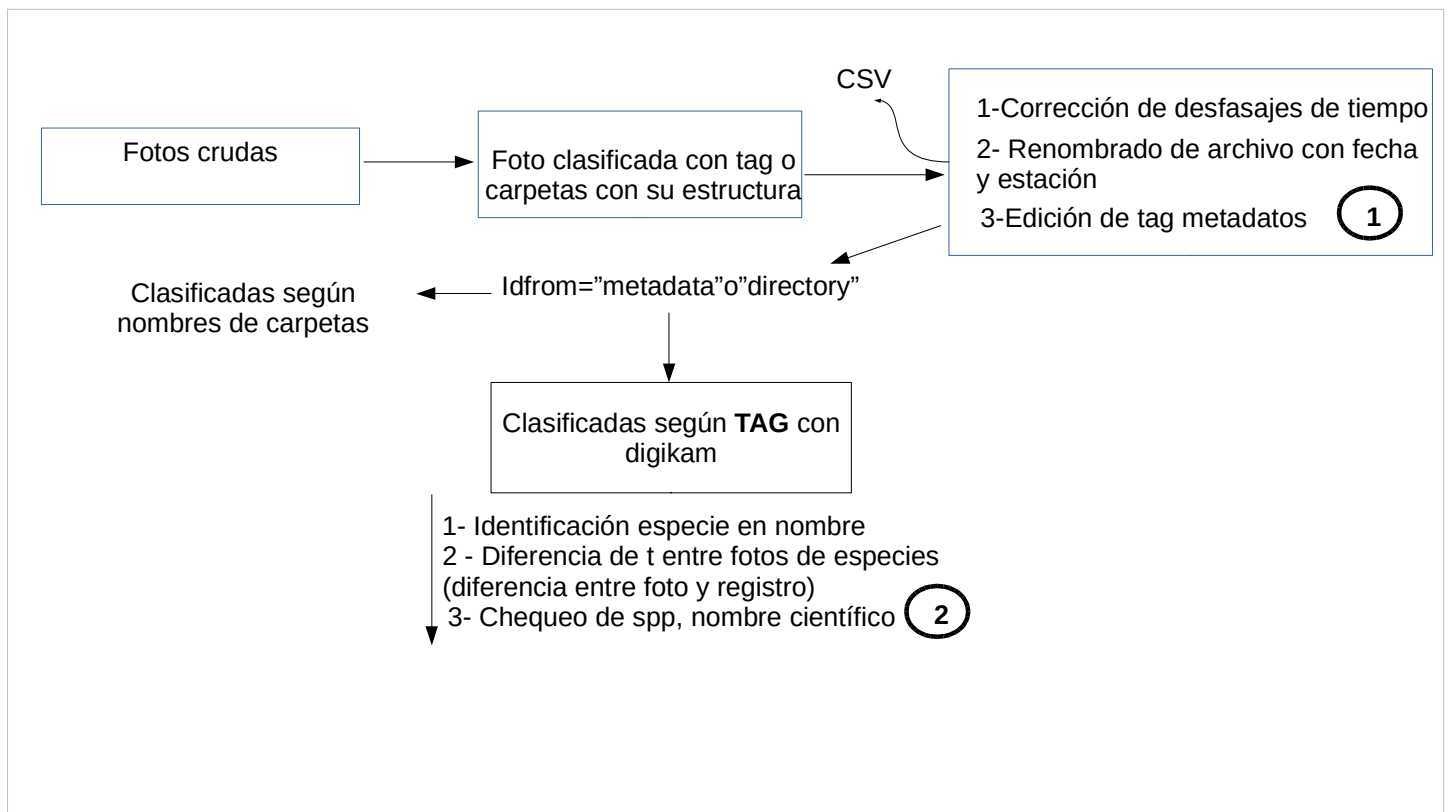 Fotos crudas
Foto clasificada con tag o
carpetas con su estructura
CSV
1-Corrección de desfasajes de tiempo
2- Renombrado de archivo con fecha
y estación
3-Edición de tag metadatos
1
Idfrom=”metadata”o”directory”
Clasificadas según
nombres de carpetas
Clasificadas según TAG con
digikam
1- Identificación especie en nombre
2 - Diferencia de t entre fotos de especies
(diferencia entre foto y registro)
3- Chequeo de spp, nombre científico
2